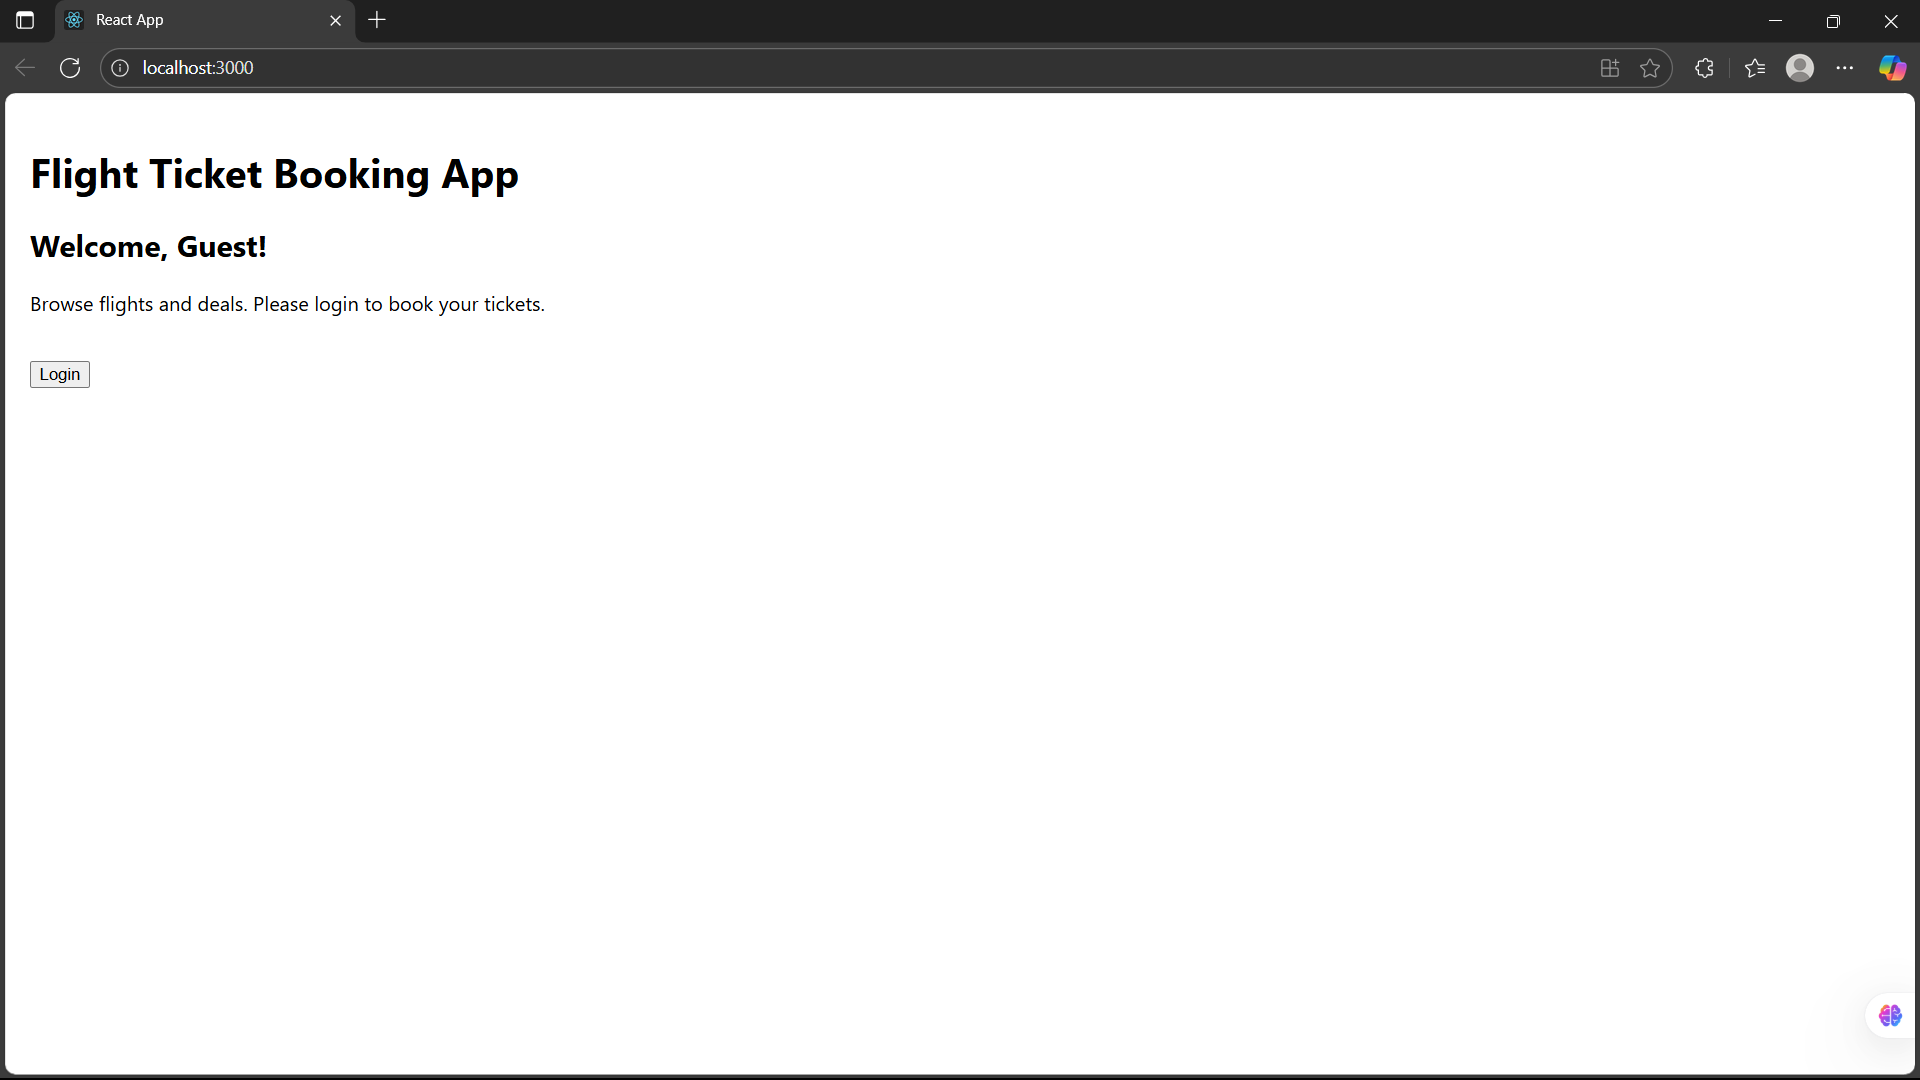 React App
localhost:3000
Flight Ticket Booking App
Welcome, Guest!
Browse flights and deals. Please login to book your tickets.
Login